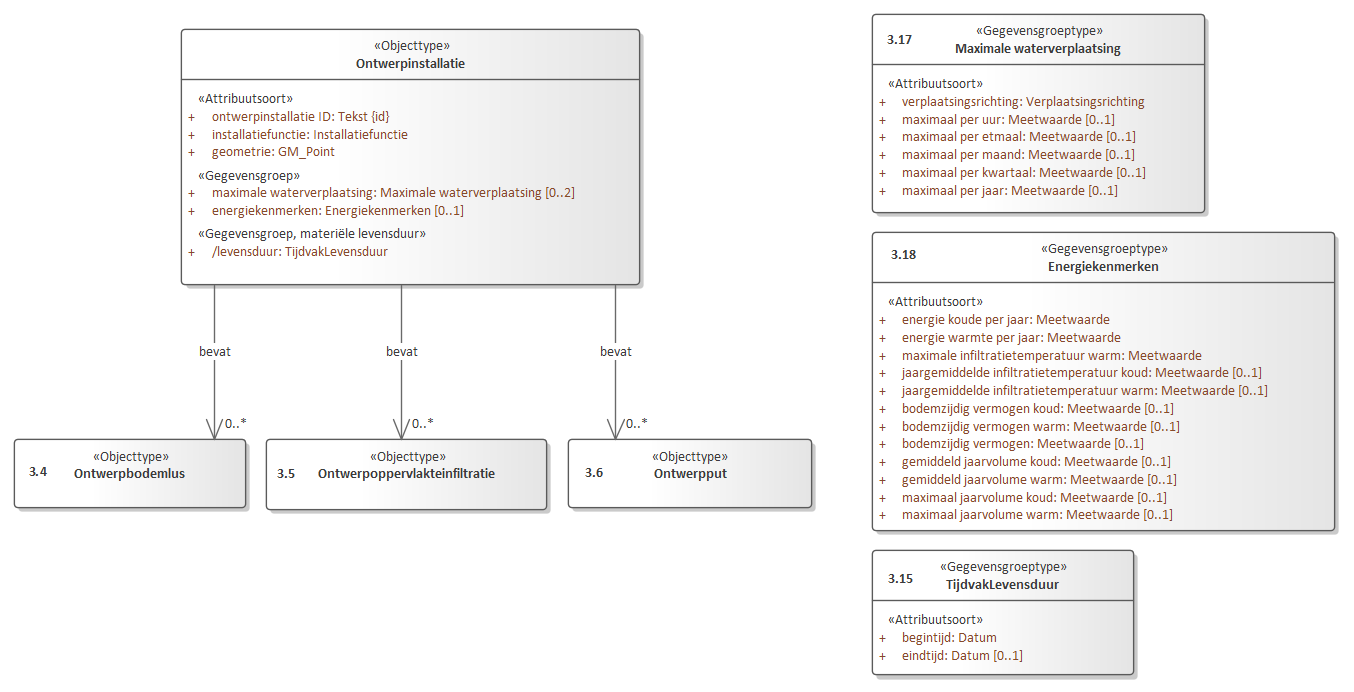 «Objecttype»
Ontwerpinstallatie
«Attribuutsoort»
+ ontwerpinstallatie ID: Tekst {id}
+ installatiefunctie: Installatiefunctie
+ geometrie: GM_Point
«Gegevensgroep»
+ maximale waterverplaatsing: Maximale waterverplaatsing [0..2]
+ energiekenmerken: Energiekenmerken [0..1]
«Gegevensgroep, materiële levensduur»
+ /levensduur: TijdvakLevensduur
bevat
bevat
bevat
0..*
0..*
0..*
«Objecttype»
3.4 Ontwerpbodemlus
«Objecttype»
3.5 Ontwerpoppervlakteinfiltratie
«Objecttype»
3.6 Ontwerpput
«Gegevensgroeptype»
3.17 Maximale waterverplaatsing
«Attribuutsoort»
+ verplaatsingsrichting: Verplaatsingsrichting
+ maximaal per uur: Meetwaarde [0..1]
+ maximaal per etmaal: Meetwaarde [0..1]
+ maximaal per maand: Meetwaarde [0..1]
+ maximaal per kwartaal: Meetwaarde [0..1]
+ maximaal per jaar: Meetwaarde [0..1]
«Gegevensgroeptype»
3.18 Energiekenmerken
«Attribuutsoort»
+ energie koude per jaar: Meetwaarde
+ energie warmte per jaar: Meetwaarde
+ maximale infiltratietemperatuur warm: Meetwaarde
+ jaargemiddelde infiltratietemperatuur koud: Meetwaarde [0..1]
+ jaargemiddelde infiltratietemperatuur warm: Meetwaarde [0..1]
+ bodemzijdig vermogen koud: Meetwaarde [0..1]
+ bodemzijdig vermogen warm: Meetwaarde [0..1]
+ bodemzijdig vermogen: Meetwaarde [0..1]
+ gemiddeld jaarvolume koud: Meetwaarde [0..1]
+ gemiddeld jaarvolume warm: Meetwaarde [0..1]
+ maximaal jaarvolume koud: Meetwaarde [0..1]
+ maximaal jaarvolume warm: Meetwaarde [0..1]
«Gegevensgroeptype»
3.15 TijdvakLevensduur
«Attribuutsoort»
+ begintijd: Datum
+ eindtijd: Datum [0..1]